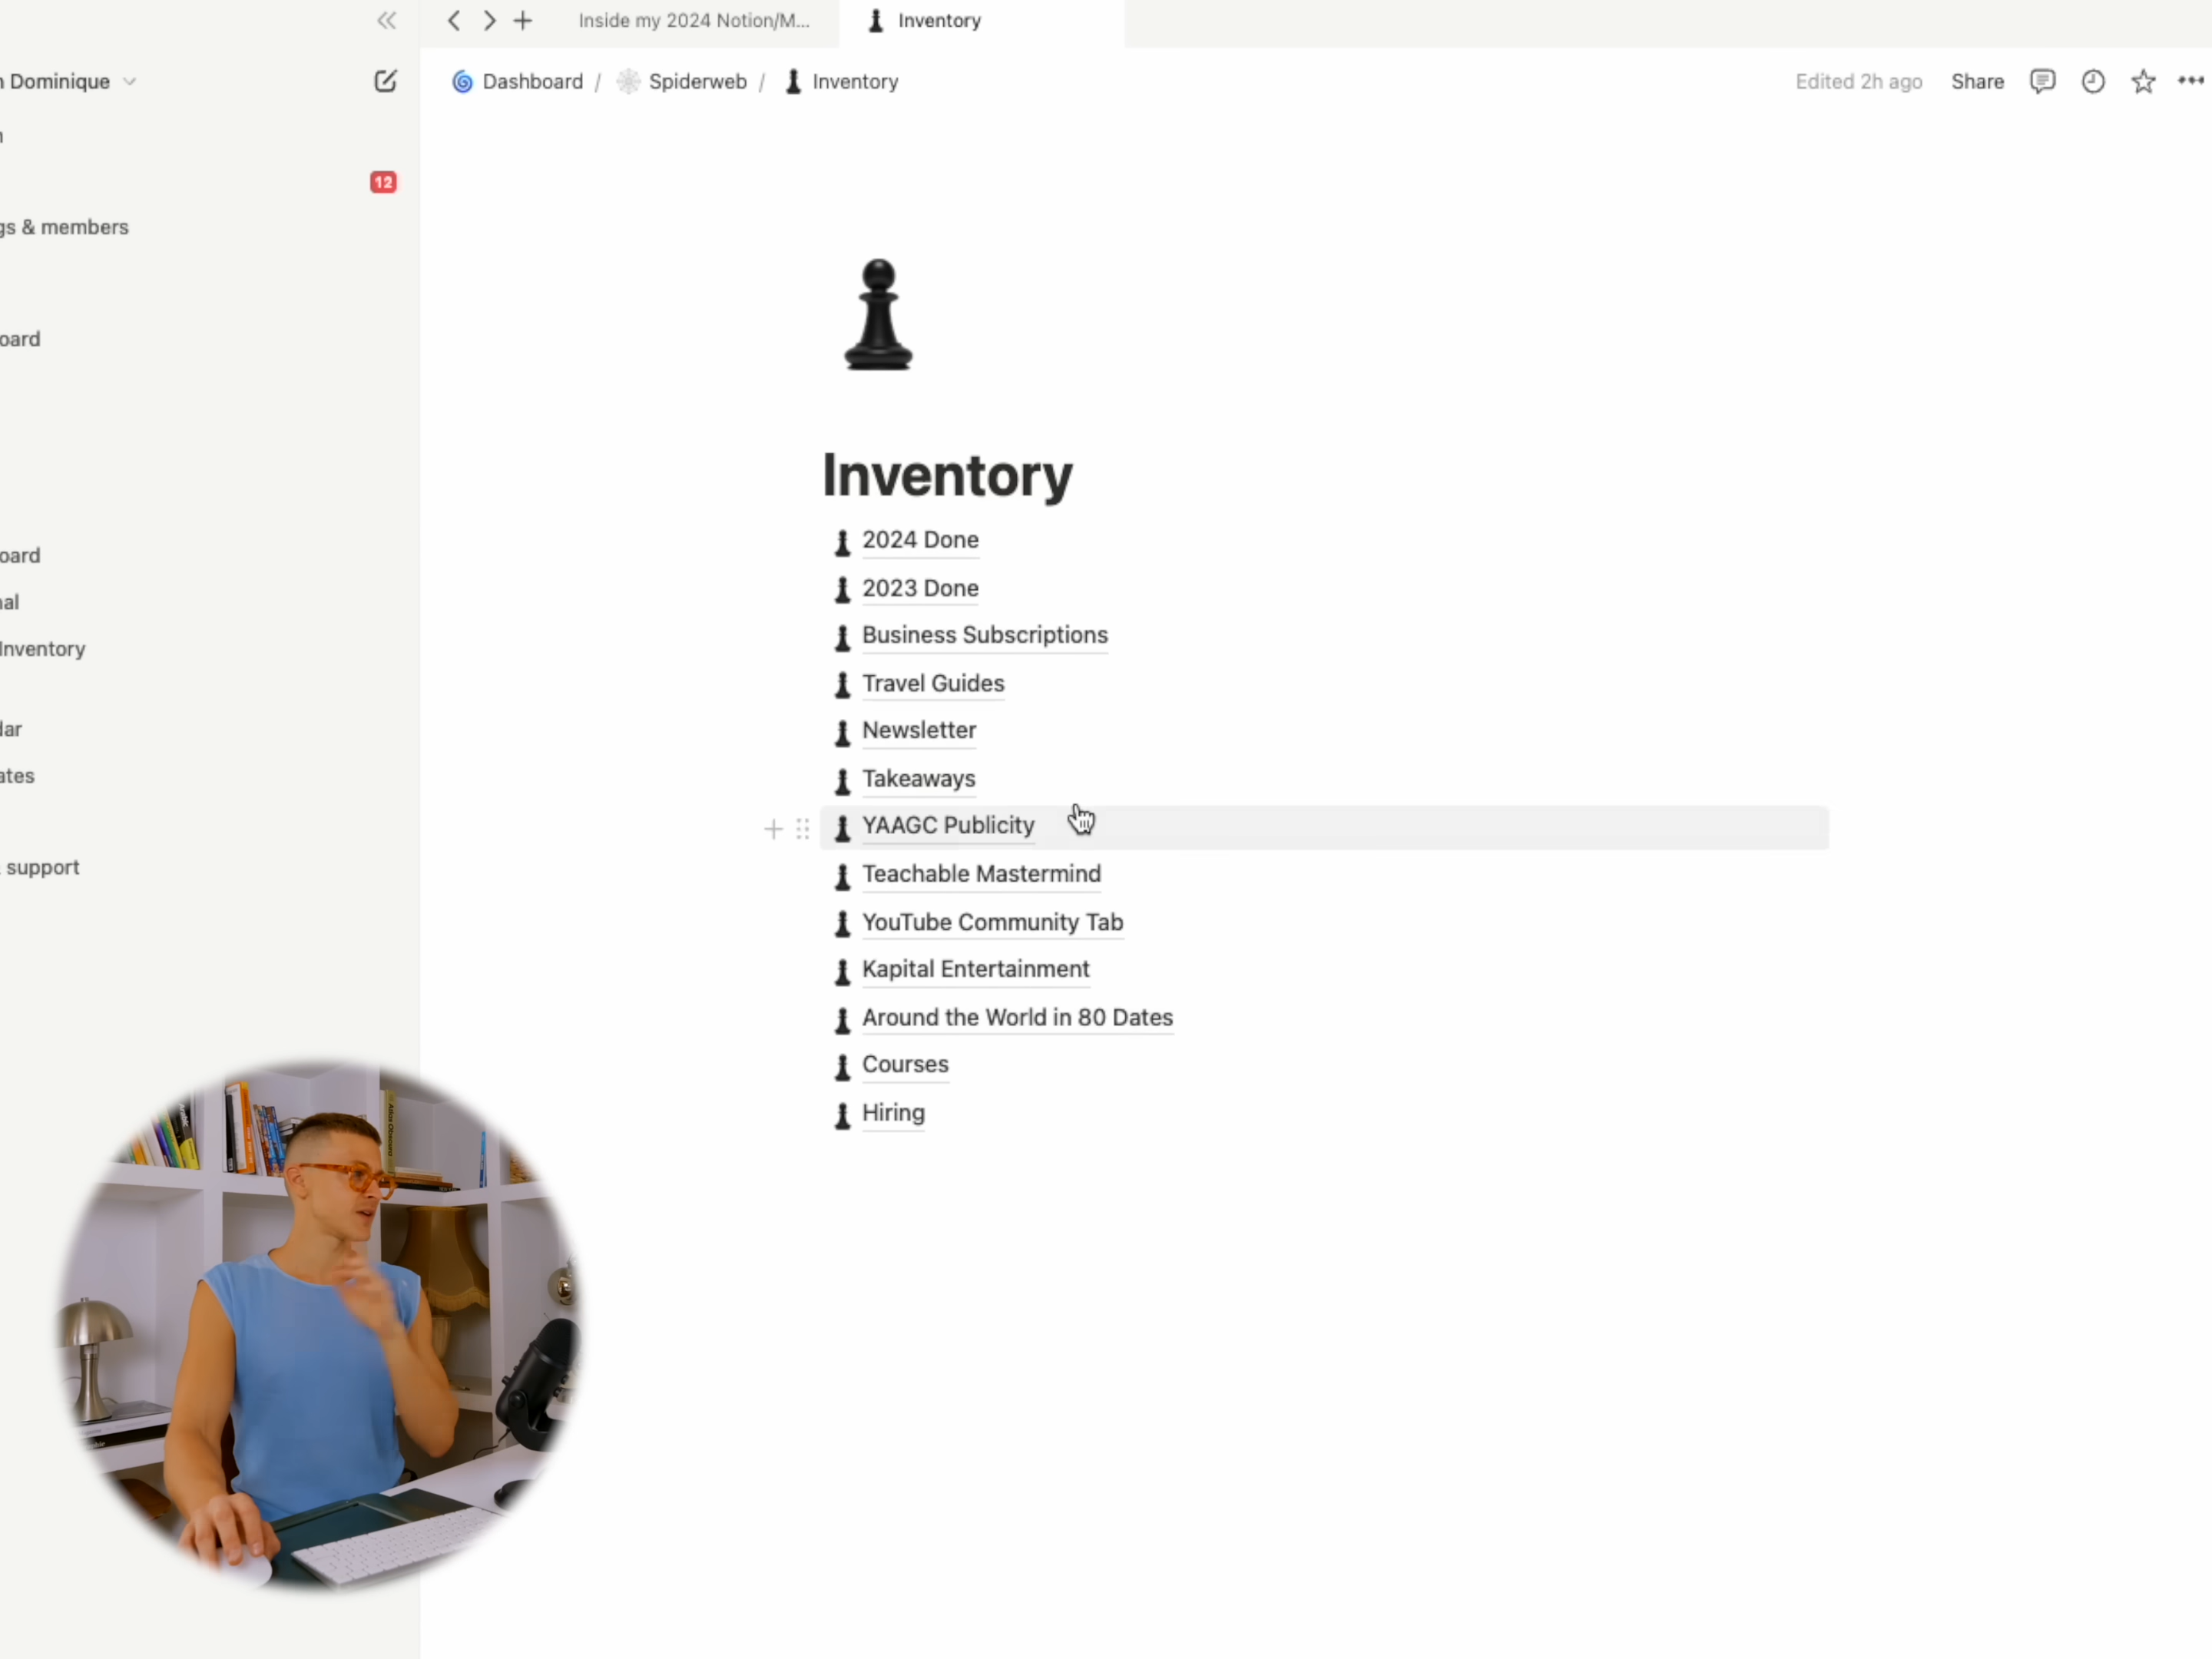 Inside my 2024 Notion/M...
Inventory
Dominique
Dashboard / Spiderweb / Inventory
Edited 2h ago
Share
12
gs & members
oard
oard
al
Inventory
dar
ates
support
Inventory
2024 Done
2023 Done
Business Subscriptions
Travel Guides
Newsletter
Takeaways
YAAGC Publicity
Teachable Mastermind
YouTube Community Tab
Kapital Entertainment
Around the World in 80 Dates
Courses
Hiring